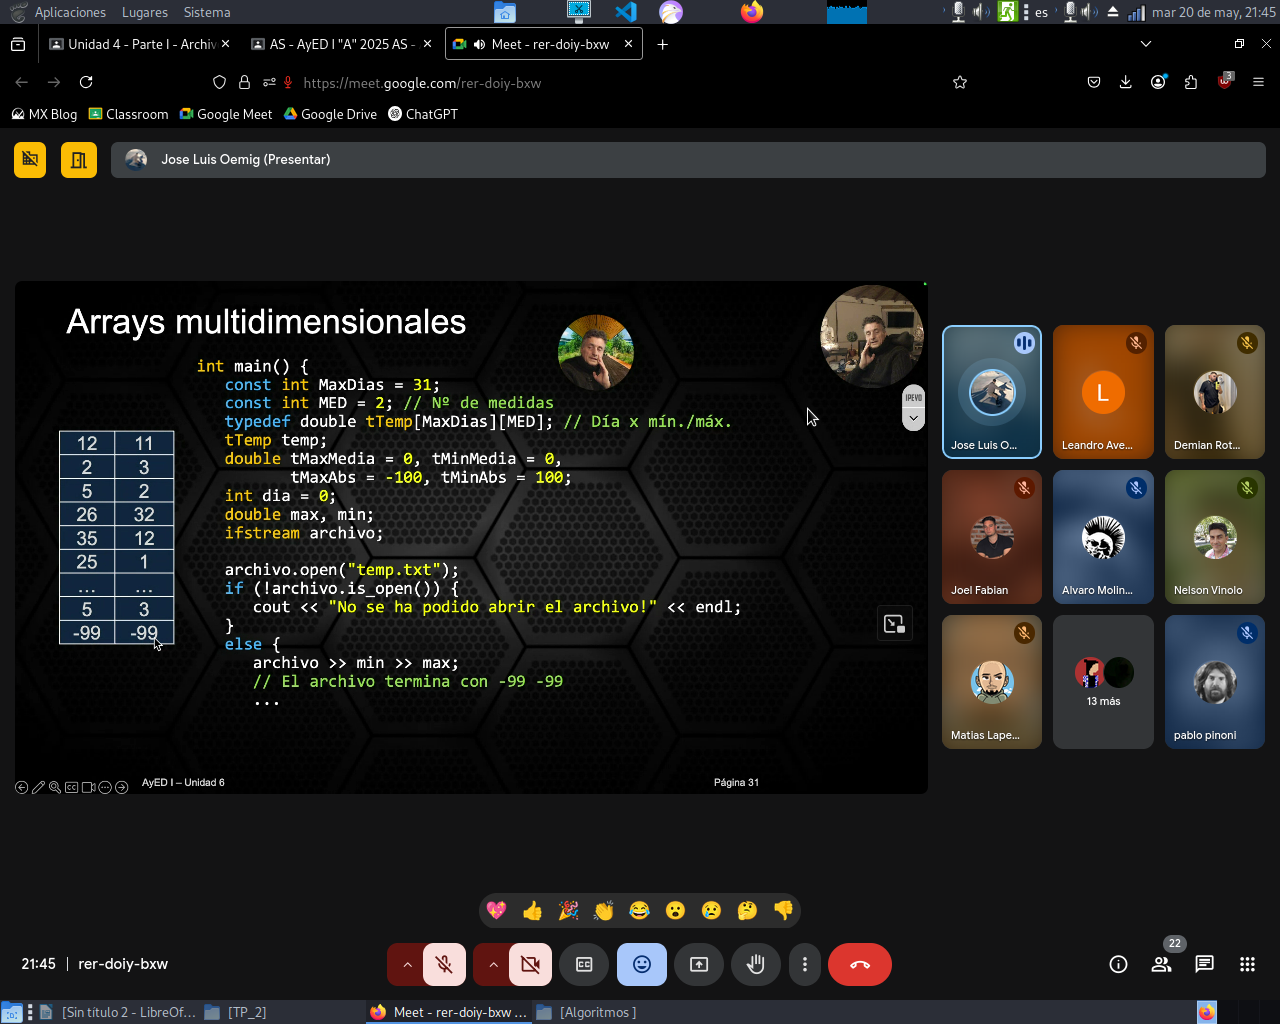 Aplicaciones Lugares Sistema
es
mar 20 de may, 21:45
Unidad 4 - Parte I - Archiv
AS - AyED I "A" 2025 AS -
Meet - rer-doiy-bxw
https://meet.google.com/rer-doiy-bxw
3
MX Blog
Classroom
Google Meet
Google Drive
ChatGPT
Jose Luis Oemig (Presentar)
Arrays multidimensionales
int main() {
const int MaxDias = 31;
const int MED = 2; // Nº de medidas
typedef double tTemp[MaxDias][MED]; // Día x mín./máx.
tTemp temp;
double tMaxMedia = 0, tMinMedia = 0,
tMaxAbs = -100, tMinAbs = 100;
int dia = 0;
double max, min;
ifstream archivo;
archivo.open("temp.txt");
if (!archivo.is_open()) {
cout << "No se ha podido abrir el archivo!" << endl;
}
else {
archivo >> min >> max;
// El archivo termina con -99 -99
...
12 11
2 3
5 2
26 32
35 12
25 1
... ...
5 3
-99 -99
IPEVO
AyED I – Unidad 6
Página 31
Jose Luis O...
L
Leandro Ave...
Demian Rot...
Joel Fabian
Alvaro Molin...
Nelson Vinolo
Matias Lape...
13 más
pablo pinoni
21:45 | rer-doiy-bxw
22
[Sin título 2 - LibreOf...
[TP_2]
Meet - rer-doiy-bxw ...
[Algoritmos ]